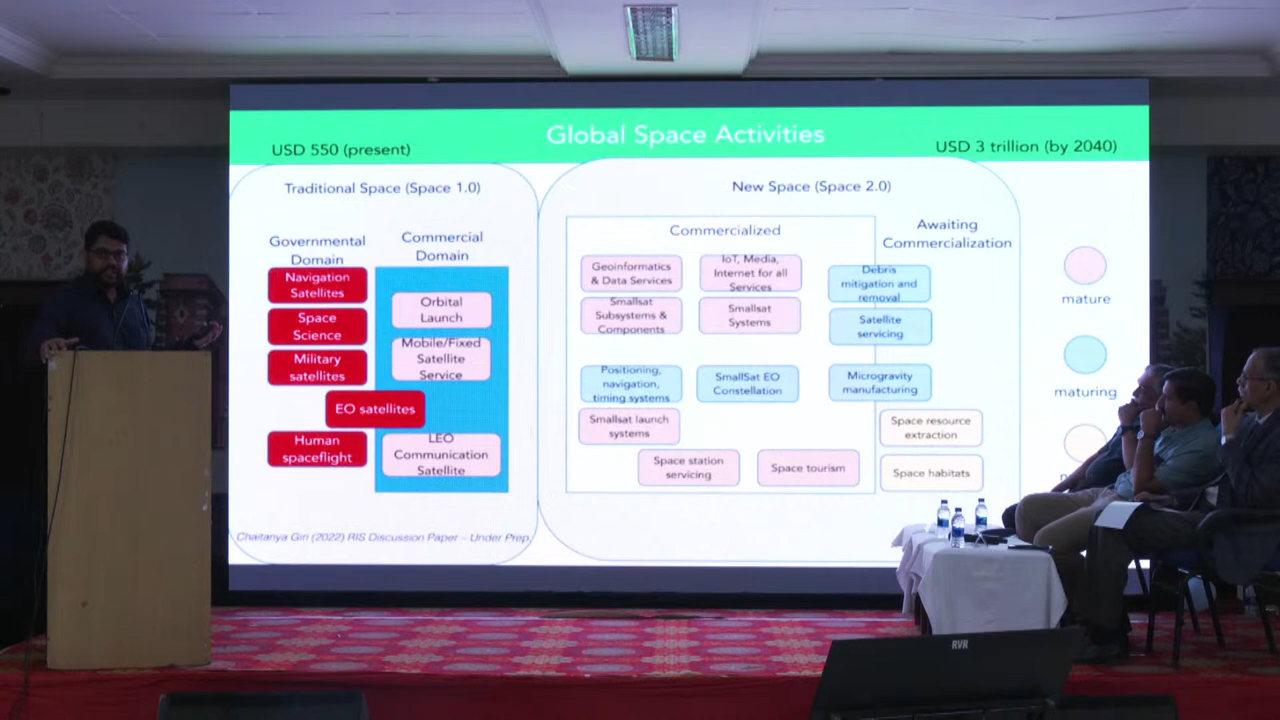 Global Space Activities
USD 550 (present)
USD 3 trillion (by 2040)
Traditional Space (Space 1.0)
Governmental
Domain
Navigation
Satellites
Space
Science
Military
satellites
EO satellites
Human
spaceflight
Commercial
Domain
Orbital
Launch
Mobile/Fixed
Satellite
Service
LEO
Communication
Satellite
Chaitanya Giri (2022) RIS Discussion Paper – Under Prep.
New Space (Space 2.0)
Commercialized
Geoinformatics
& Data Services
IoT, Media,
Internet for all
Services
Smallsat
Subsystems &
Components
Smallsat
Systems
Positioning,
navigation,
timing systems
SmallSat EO
Constellation
Smallsat launch
systems
Space station
servicing
Space tourism
Awaiting
Commercialization
Debris
mitigation and
removal
Satellite
servicing
Microgravity
manufacturing
Space resource
extraction
Space habitats
mature
maturing
RVR